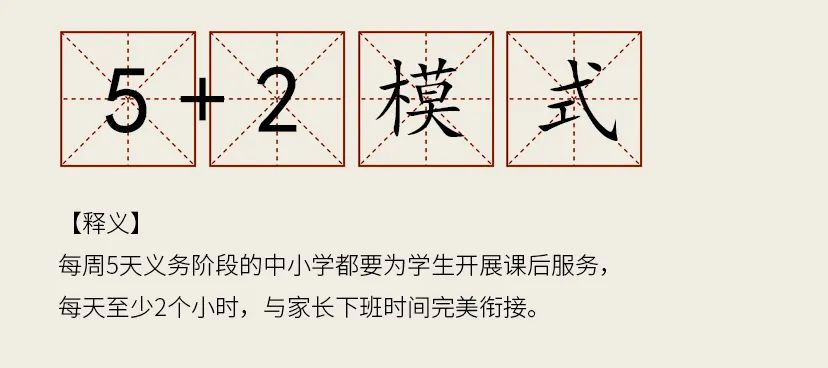 5+2模式
【释义】
每周5天义务阶段的中小学都要为学生开展课后服务，
每天至少2个小时，与家长下班时间完美衔接。